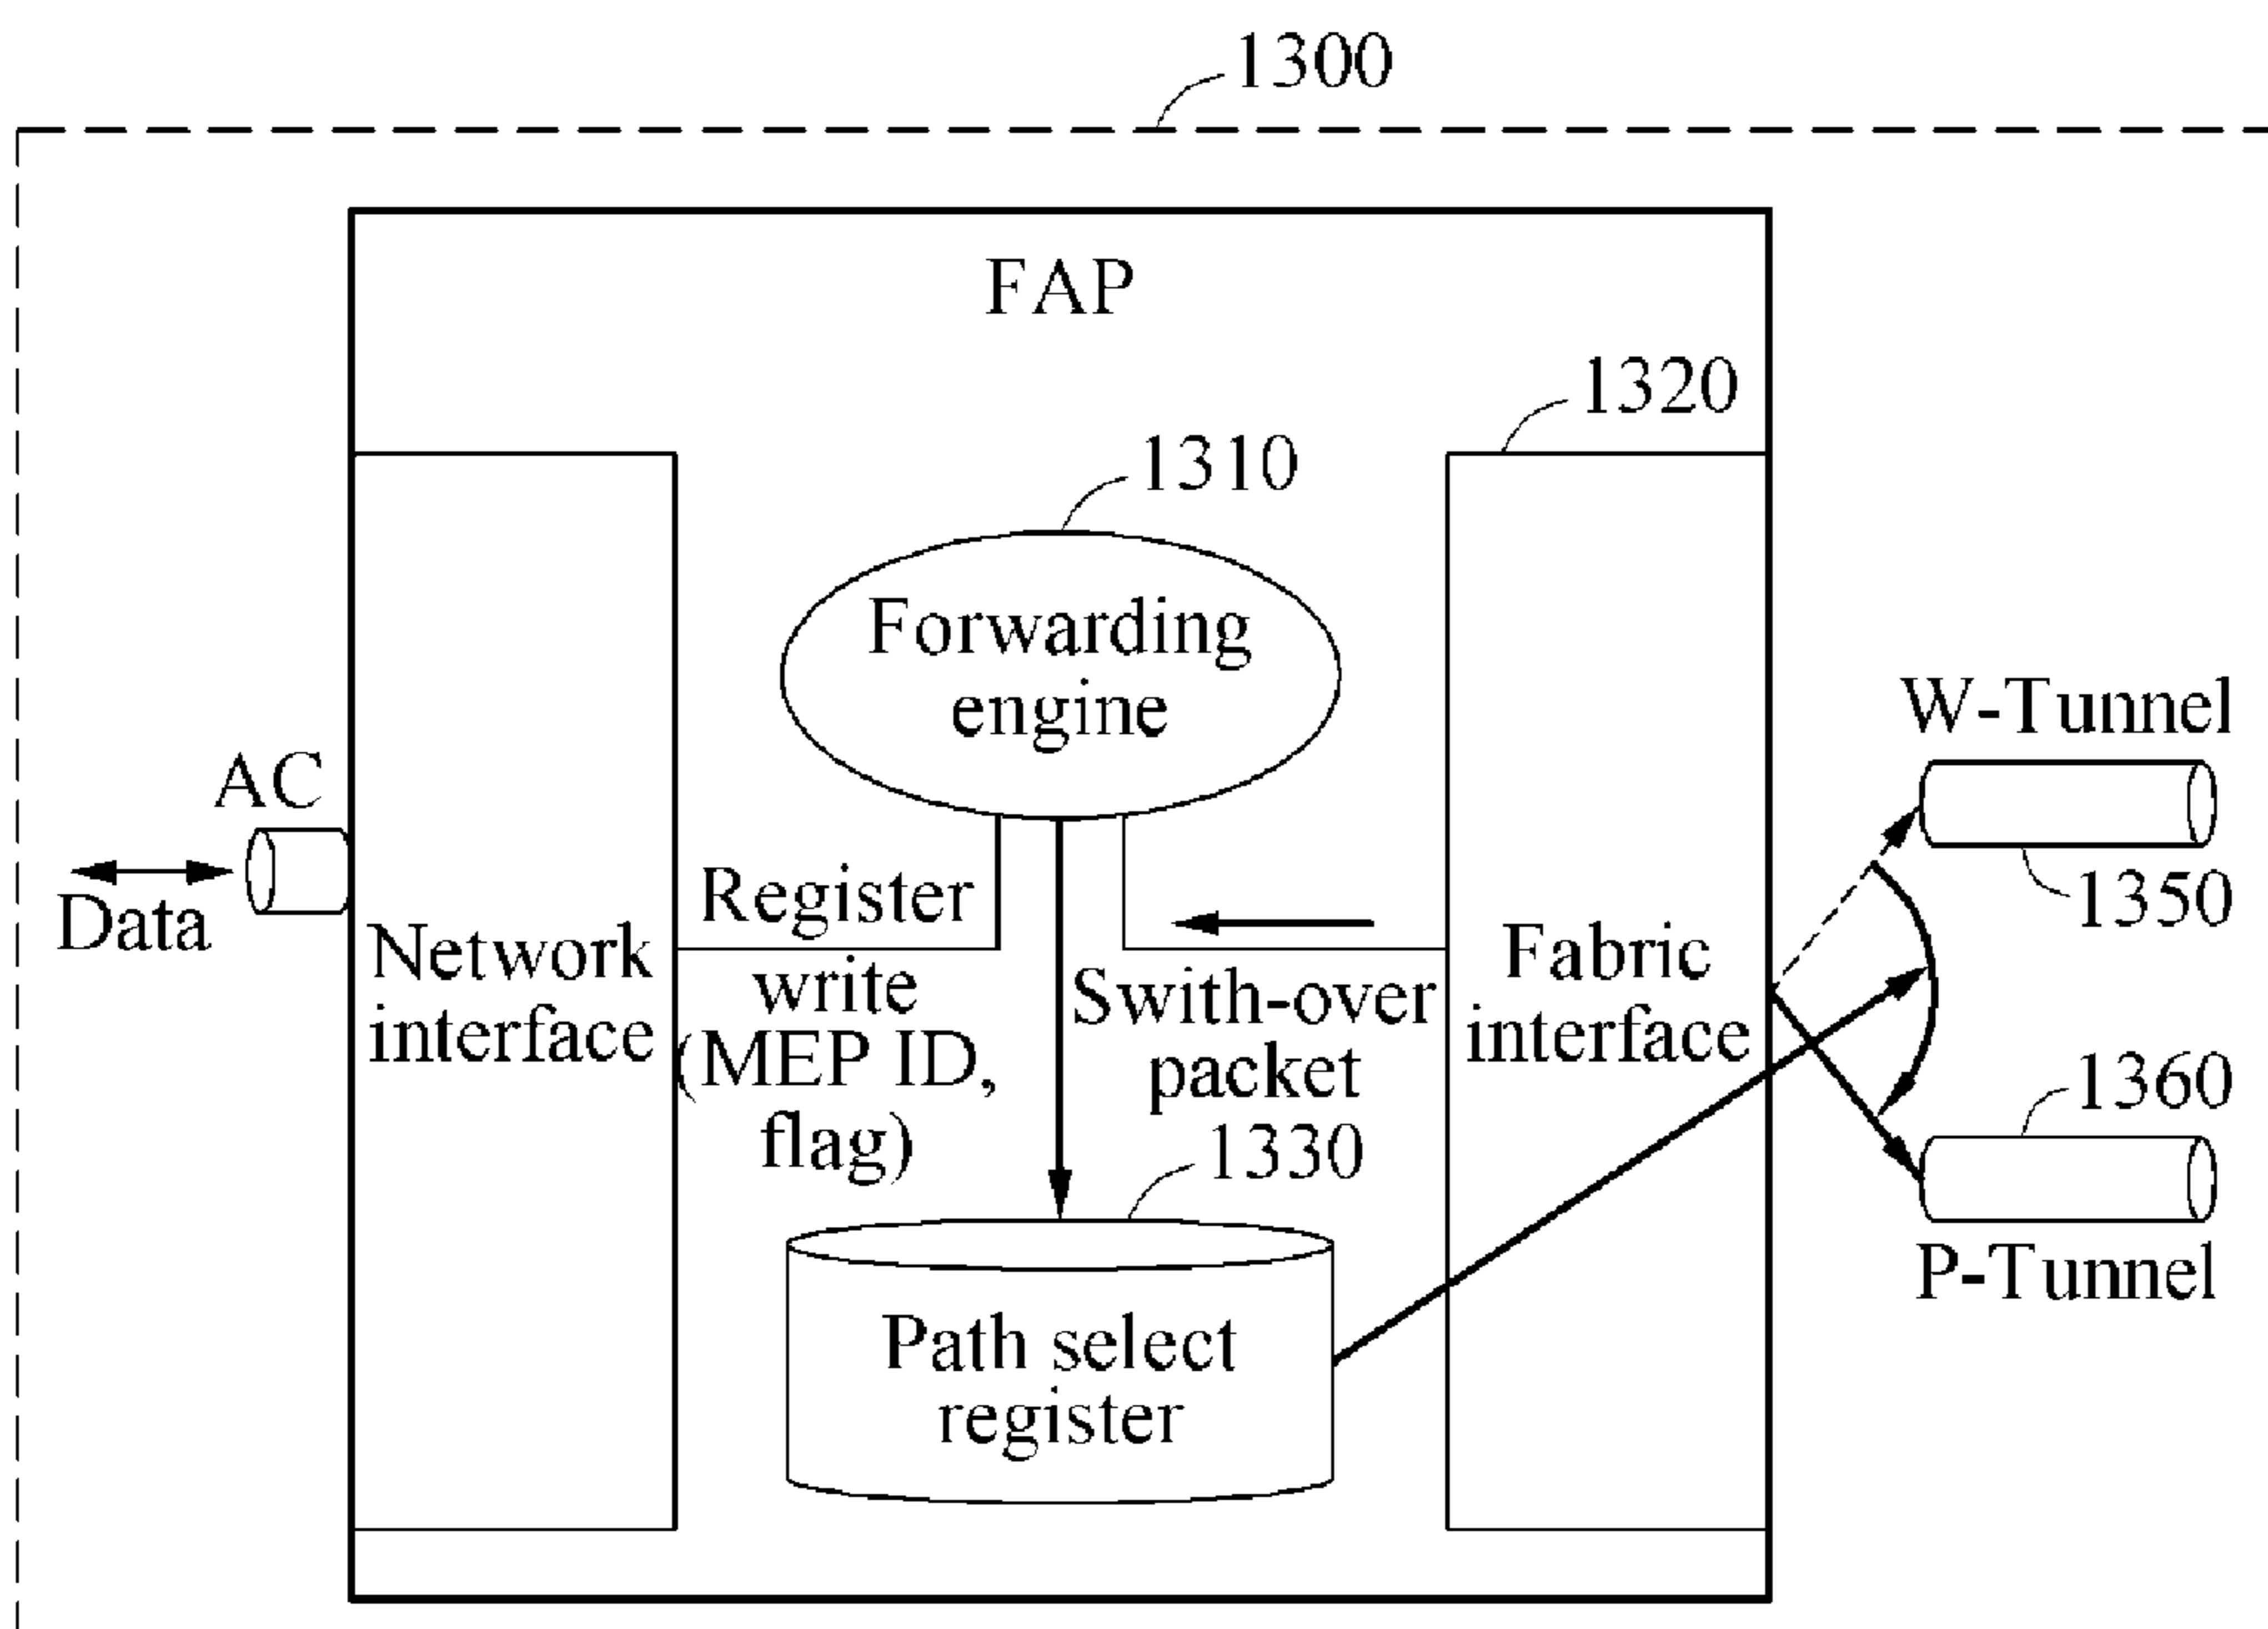 1300
FAP
1320
1310
Forwarding
engine
W-Tunnel
AC
1350
Data
Register
write
(MEP ID,
flag)
Network
interface
Swith-over
packet
1330
Fabric
interface
1360
P-Tunnel
Path select
register